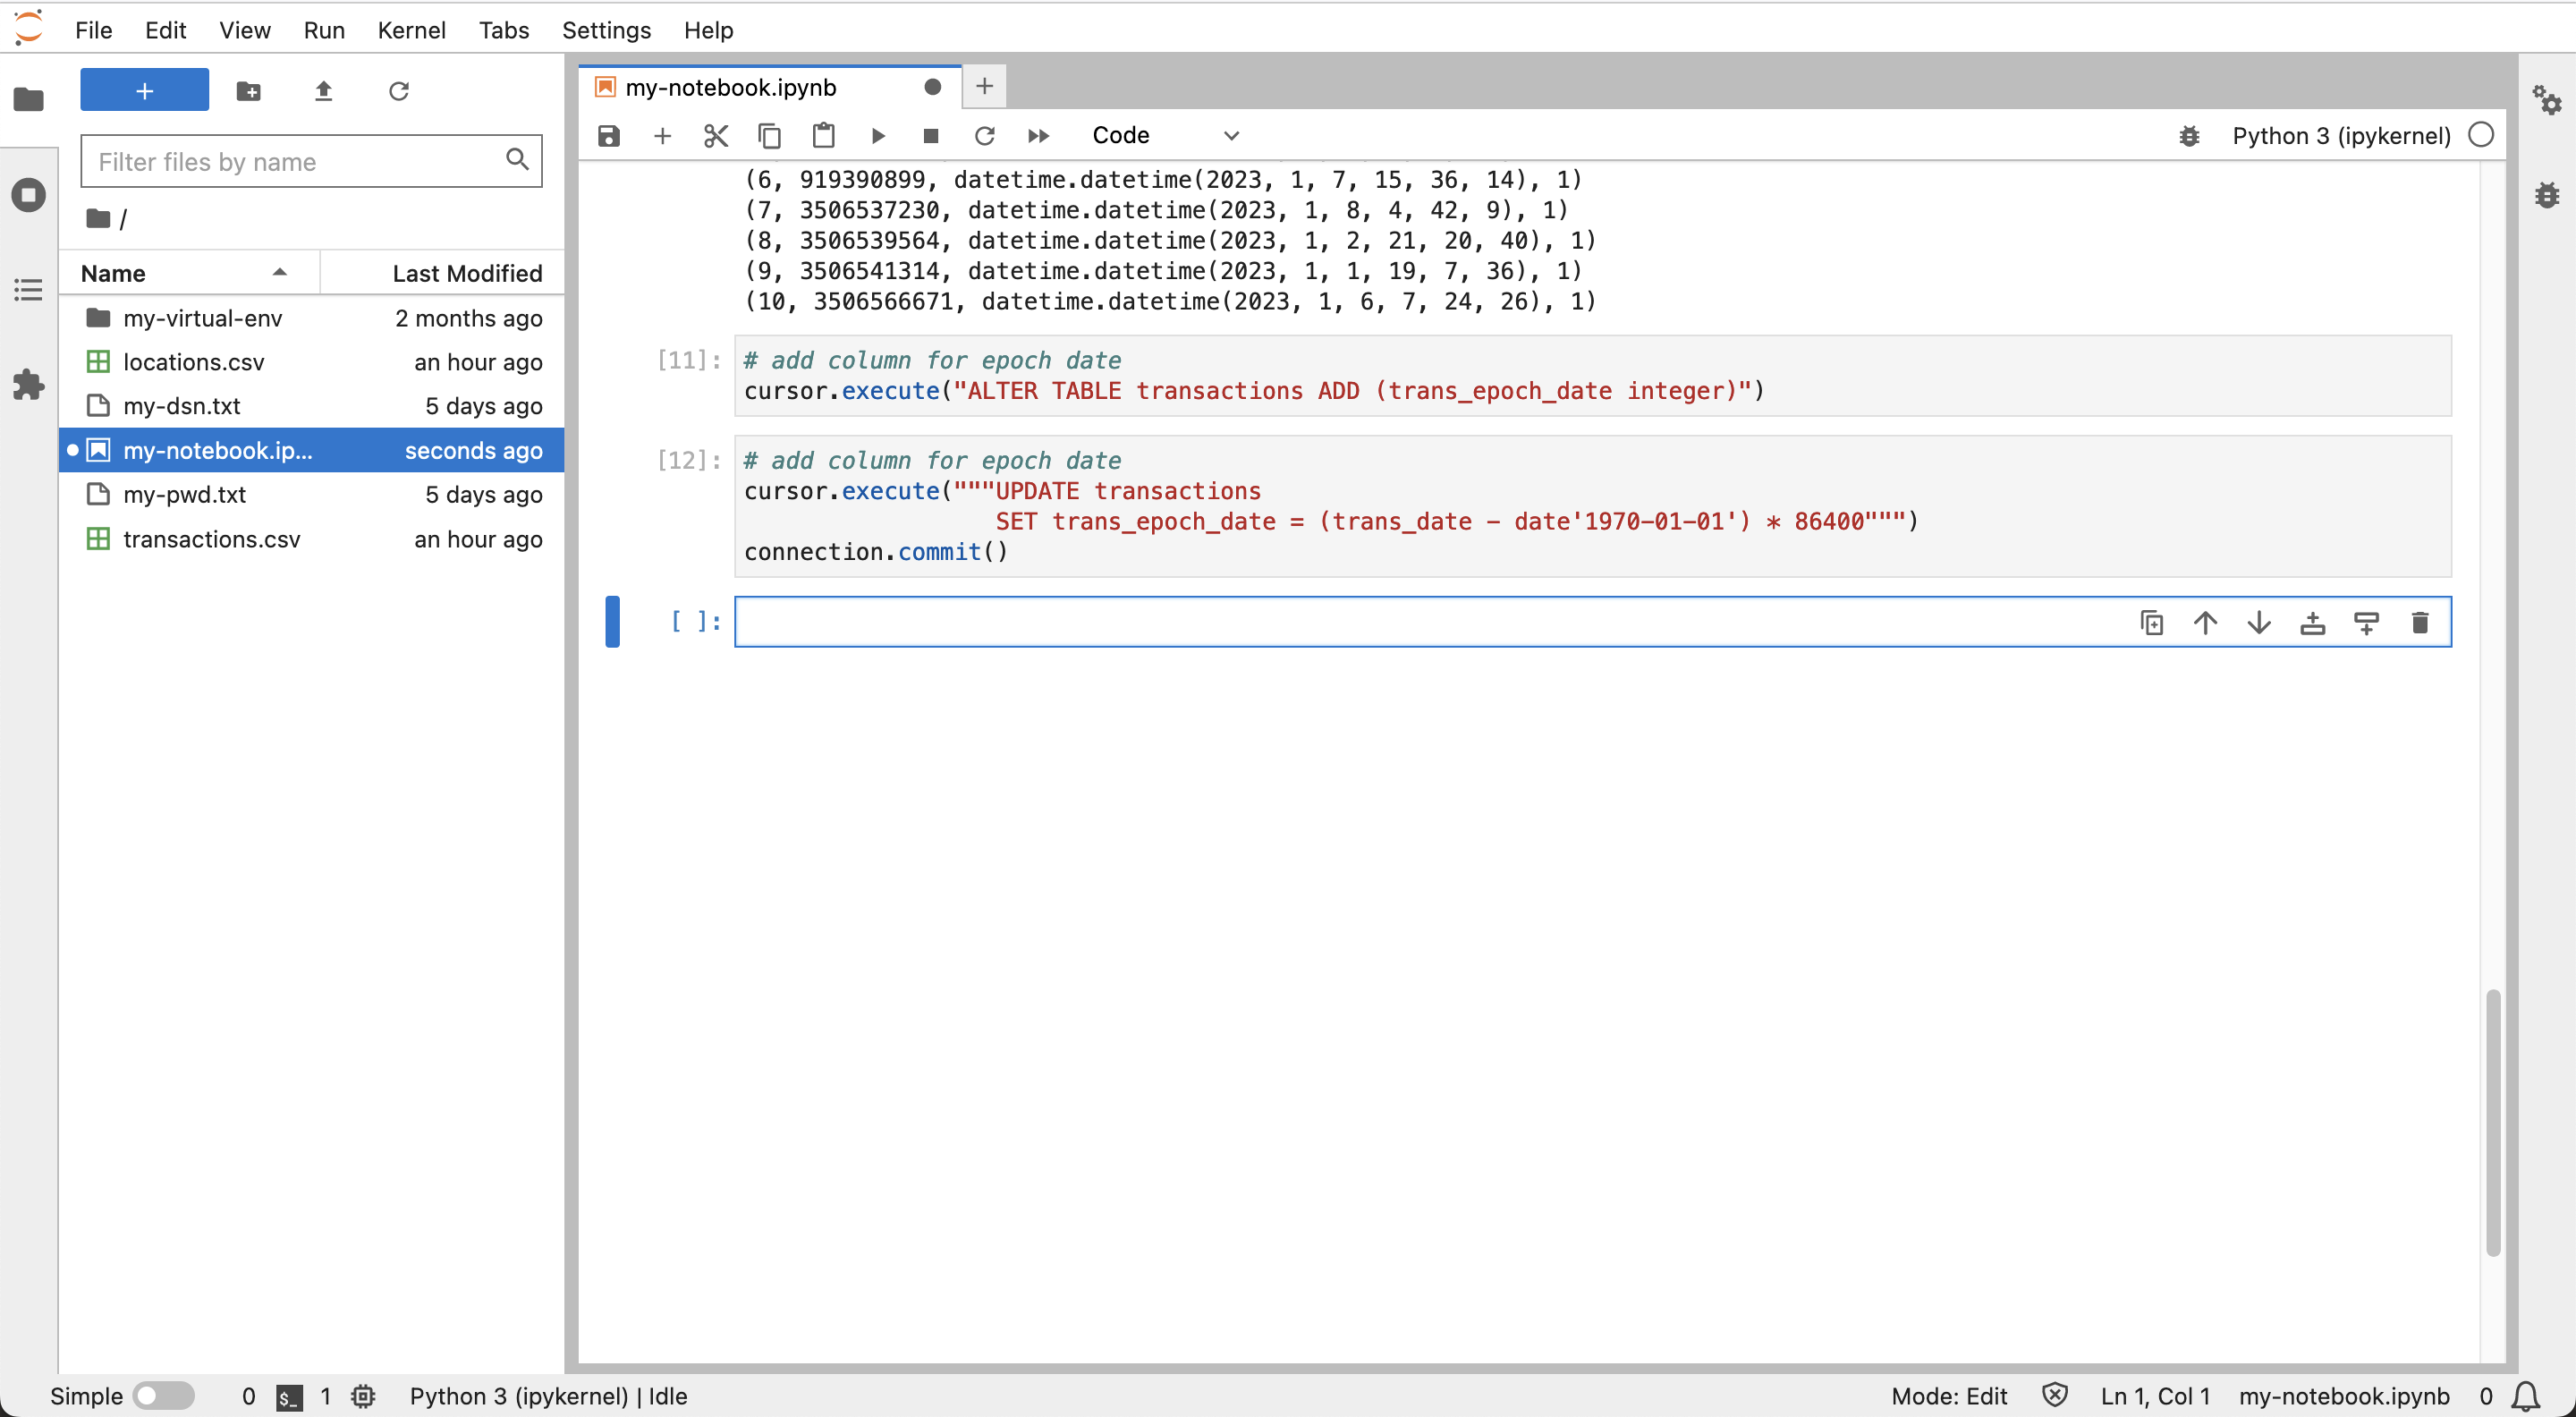 File Edit View Run Kernel Tabs Settings Help
my-notebook.ipynb
Code
Python 3 (ipykernel)
Filter files by name
/
Name Last Modified
my-virtual-env 2 months ago
locations.csv an hour ago
my-dsn.txt 5 days ago
my-notebook.ip... seconds ago
my-pwd.txt 5 days ago
transactions.csv an hour ago
(6, 919390899, datetime.datetime(2023, 1, 7, 15, 36, 14), 1)
(7, 3506537230, datetime.datetime(2023, 1, 8, 4, 42, 9), 1)
(8, 3506539564, datetime.datetime(2023, 1, 2, 21, 20, 40), 1)
(9, 3506541314, datetime.datetime(2023, 1, 1, 19, 7, 36), 1)
(10, 3506566671, datetime.datetime(2023, 1, 6, 7, 24, 26), 1)
[11]: # add column for epoch date
cursor.execute("ALTER TABLE transactions ADD (trans_epoch_date integer)")
[12]: # add column for epoch date
cursor.execute("""UPDATE transactions
SET trans_epoch_date = (trans_date - date'1970-01-01') * 86400""")
connection.commit()
[ ]:
Simple 0 $_ 1 Python 3 (ipykernel) | Idle Mode: Edit Ln 1, Col 1 my-notebook.ipynb 0